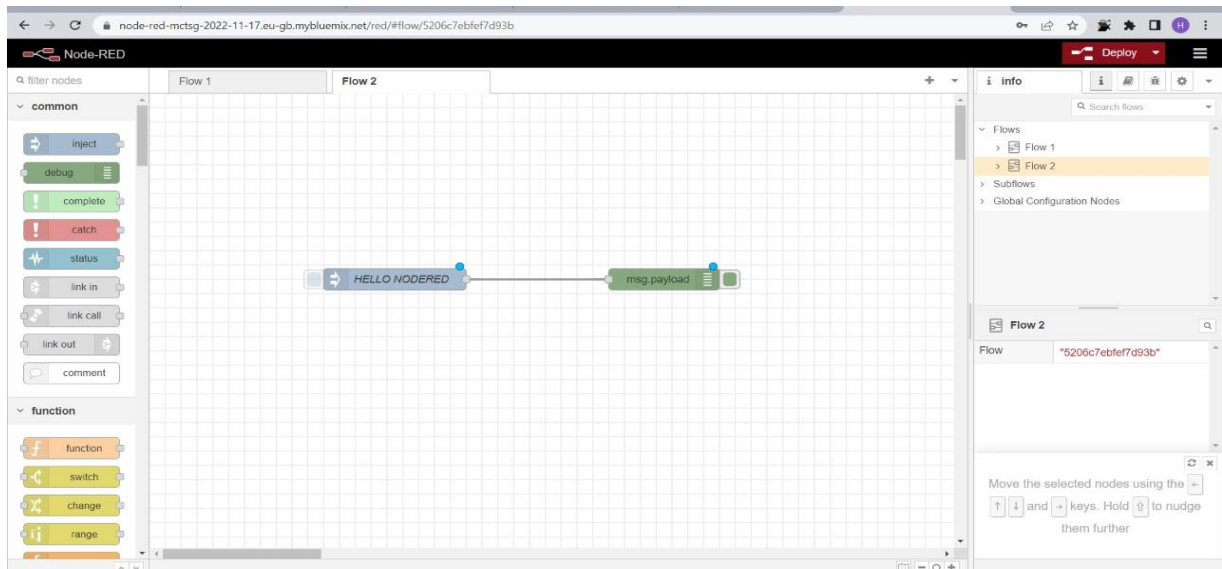 node-red-mctsg-2022-11-17.eu-gb.mybluemix.net/red/#flow/5206c7ebfef7d93b
H
Node-RED
Deploy
filter nodes
Flow 1
Flow 2
i info
i
common
Search flows
inject
debug
complete
catch
status
link in
link call
link out
comment
function
function
switch
change
range
HELLO NODERED
msg.payload
Flows
Flow 1
Flow 2
Subflows
Global Configuration Nodes
Flow 2
Flow "5206c7ebfef7d93b"
Move the selected nodes using the ←
↑ ↓ and → keys. Hold ⇧ to nudge
them further